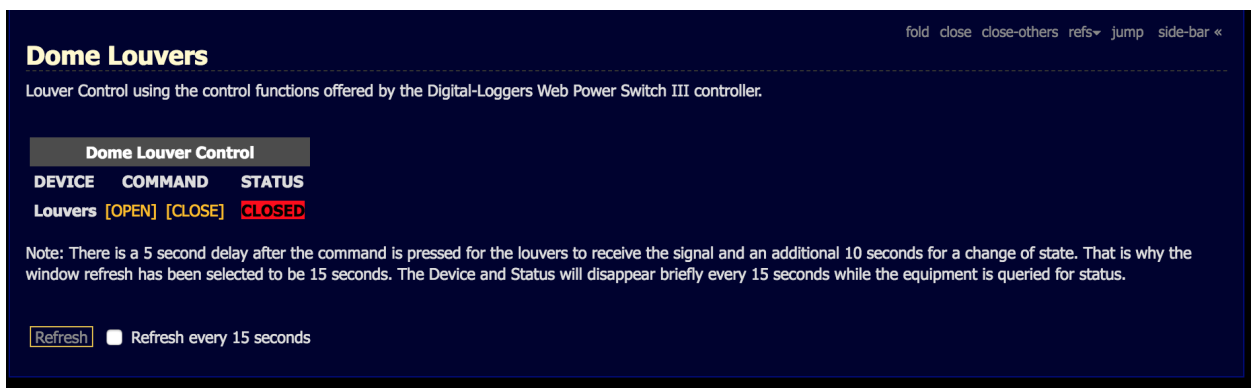 fold close close-others refs▾ jump side-bar «
Dome Louvers
Louver Control using the control functions offered by the Digital-Loggers Web Power Switch III controller.
Dome Louver Control
DEVICE COMMAND STATUS
Louvers [OPEN] [CLOSE] CLOSED
Note: There is a 5 second delay after the command is pressed for the louvers to receive the signal and an additional 10 seconds for a change of state. That is why the
window refresh has been selected to be 15 seconds. The Device and Status will disappear briefly every 15 seconds while the equipment is queried for status.
Refresh Refresh every 15 seconds